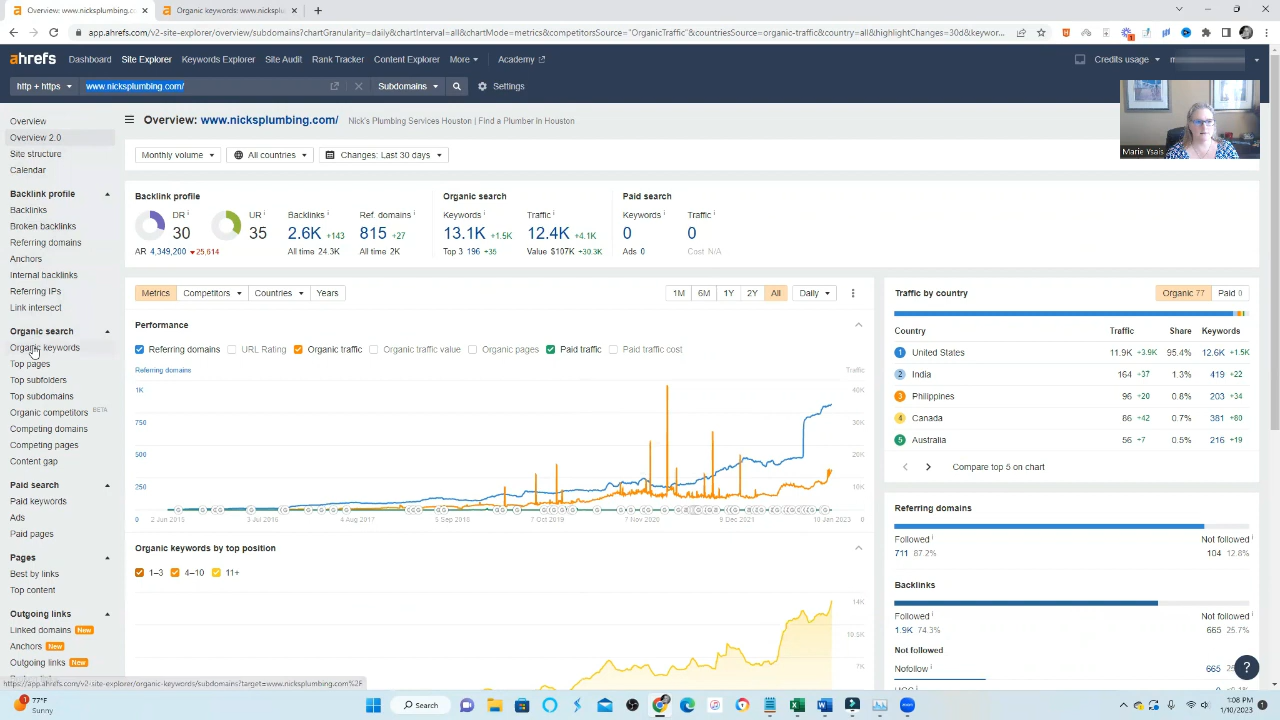 Overview: www.nicksplumbing.c
Organic keywords: www.nicksplum
app.ahrefs.com/v2-site-explorer/overview/subdomains?chartGranularity=daily&chartInterval=all&chartMode=metrics&competitorsSource="OrganicTraffic"&countriesSource=organic-traffic&country=all&highlightChanges=30d&keywor...
ahrefs Dashboard Site Explorer Keywords Explorer Site Audit Rank Tracker Content Explorer More Academy Credits usage
http + https www.nicksplumbing.com/ Subdomains Settings
Overview
Overview 2.0
Site structure
Calendar
Backlink profile
Backlinks
Broken backlinks
Referring domains
Anchors
Internal backlinks
Referring IPs
Link intersect
Organic search
Organic keywords
Top pages
Top subfolders
Top subdomains
Organic competitors BETA
Competing domains
Competing pages
Content gap
Paid search
Paid keywords
Ads
Paid pages
Pages
Best by links
Top content
Outgoing links
Linked domains New
Anchors New
Outgoing links New
Overview: www.nicksplumbing.com/ Nick's Plumbing Services Houston | Find a Plumber in Houston
Marie Ysais
Monthly volume All countries Changes: Last 30 days
Backlink profile
DR i 30
UR i 35
Backlinks i
2.6K +143
Ref. domains i
815 +27
AR 4,349,200 ▾25,614 All time 24.3K All time 2K
Organic search
Keywords i
13.1K +1.5K
Traffic i
12.4K +4.1K
Top 3 196 +35 Value $107K +30.3K
Paid search
Keywords i
0
Traffic i
0
Ads 0 Cost N/A
Metrics Competitors Countries Years 1M 6M 1Y 2Y All Daily
Performance
Referring domains URL Rating Organic traffic Organic traffic value Organic pages Paid traffic Paid traffic cost
Referring domains Traffic
1K 40K
750 30K
500 20K
250 10K
0 2 Jun 2015 3 Jul 2016 4 Aug 2017 5 Sep 2018 7 Oct 2019 7 Nov 2020 9 Dec 2021 10 Jan 2023 0
Organic keywords by top position
1–3 4–10 11+
14K
10.5K
7K
Traffic by country Organic 77 Paid 0
Country Traffic Share Keywords
1 United States 11.9K +3.9K 95.4% 12.6K +1.5K
2 India 164 +37 1.3% 419 +22
3 Philippines 96 +20 0.8% 203 +34
4 Canada 86 +42 0.7% 381 +80
5 Australia 56 +7 0.5% 216 +19
Compare top 5 on chart
Referring domains
Followed i Not followed i
711 87.2% 104 12.8%
Backlinks
Followed i Not followed i
1.9K 74.3% 665 25.7%
Not followed
Nofollow i 665
?
https://app.ahrefs.com/v2-site-explorer/organic-keywords/subdomains?target=www.nicksplumbing.com%2F
77°F
Sunny
Search
1:08 PM
1/10/2023